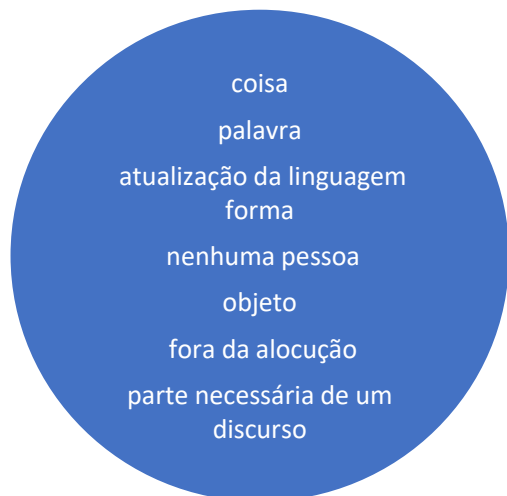 coisa
palavra
atualização da linguagem
forma
nenhuma pessoa
objeto
fora da alocução
parte necessária de um
discurso